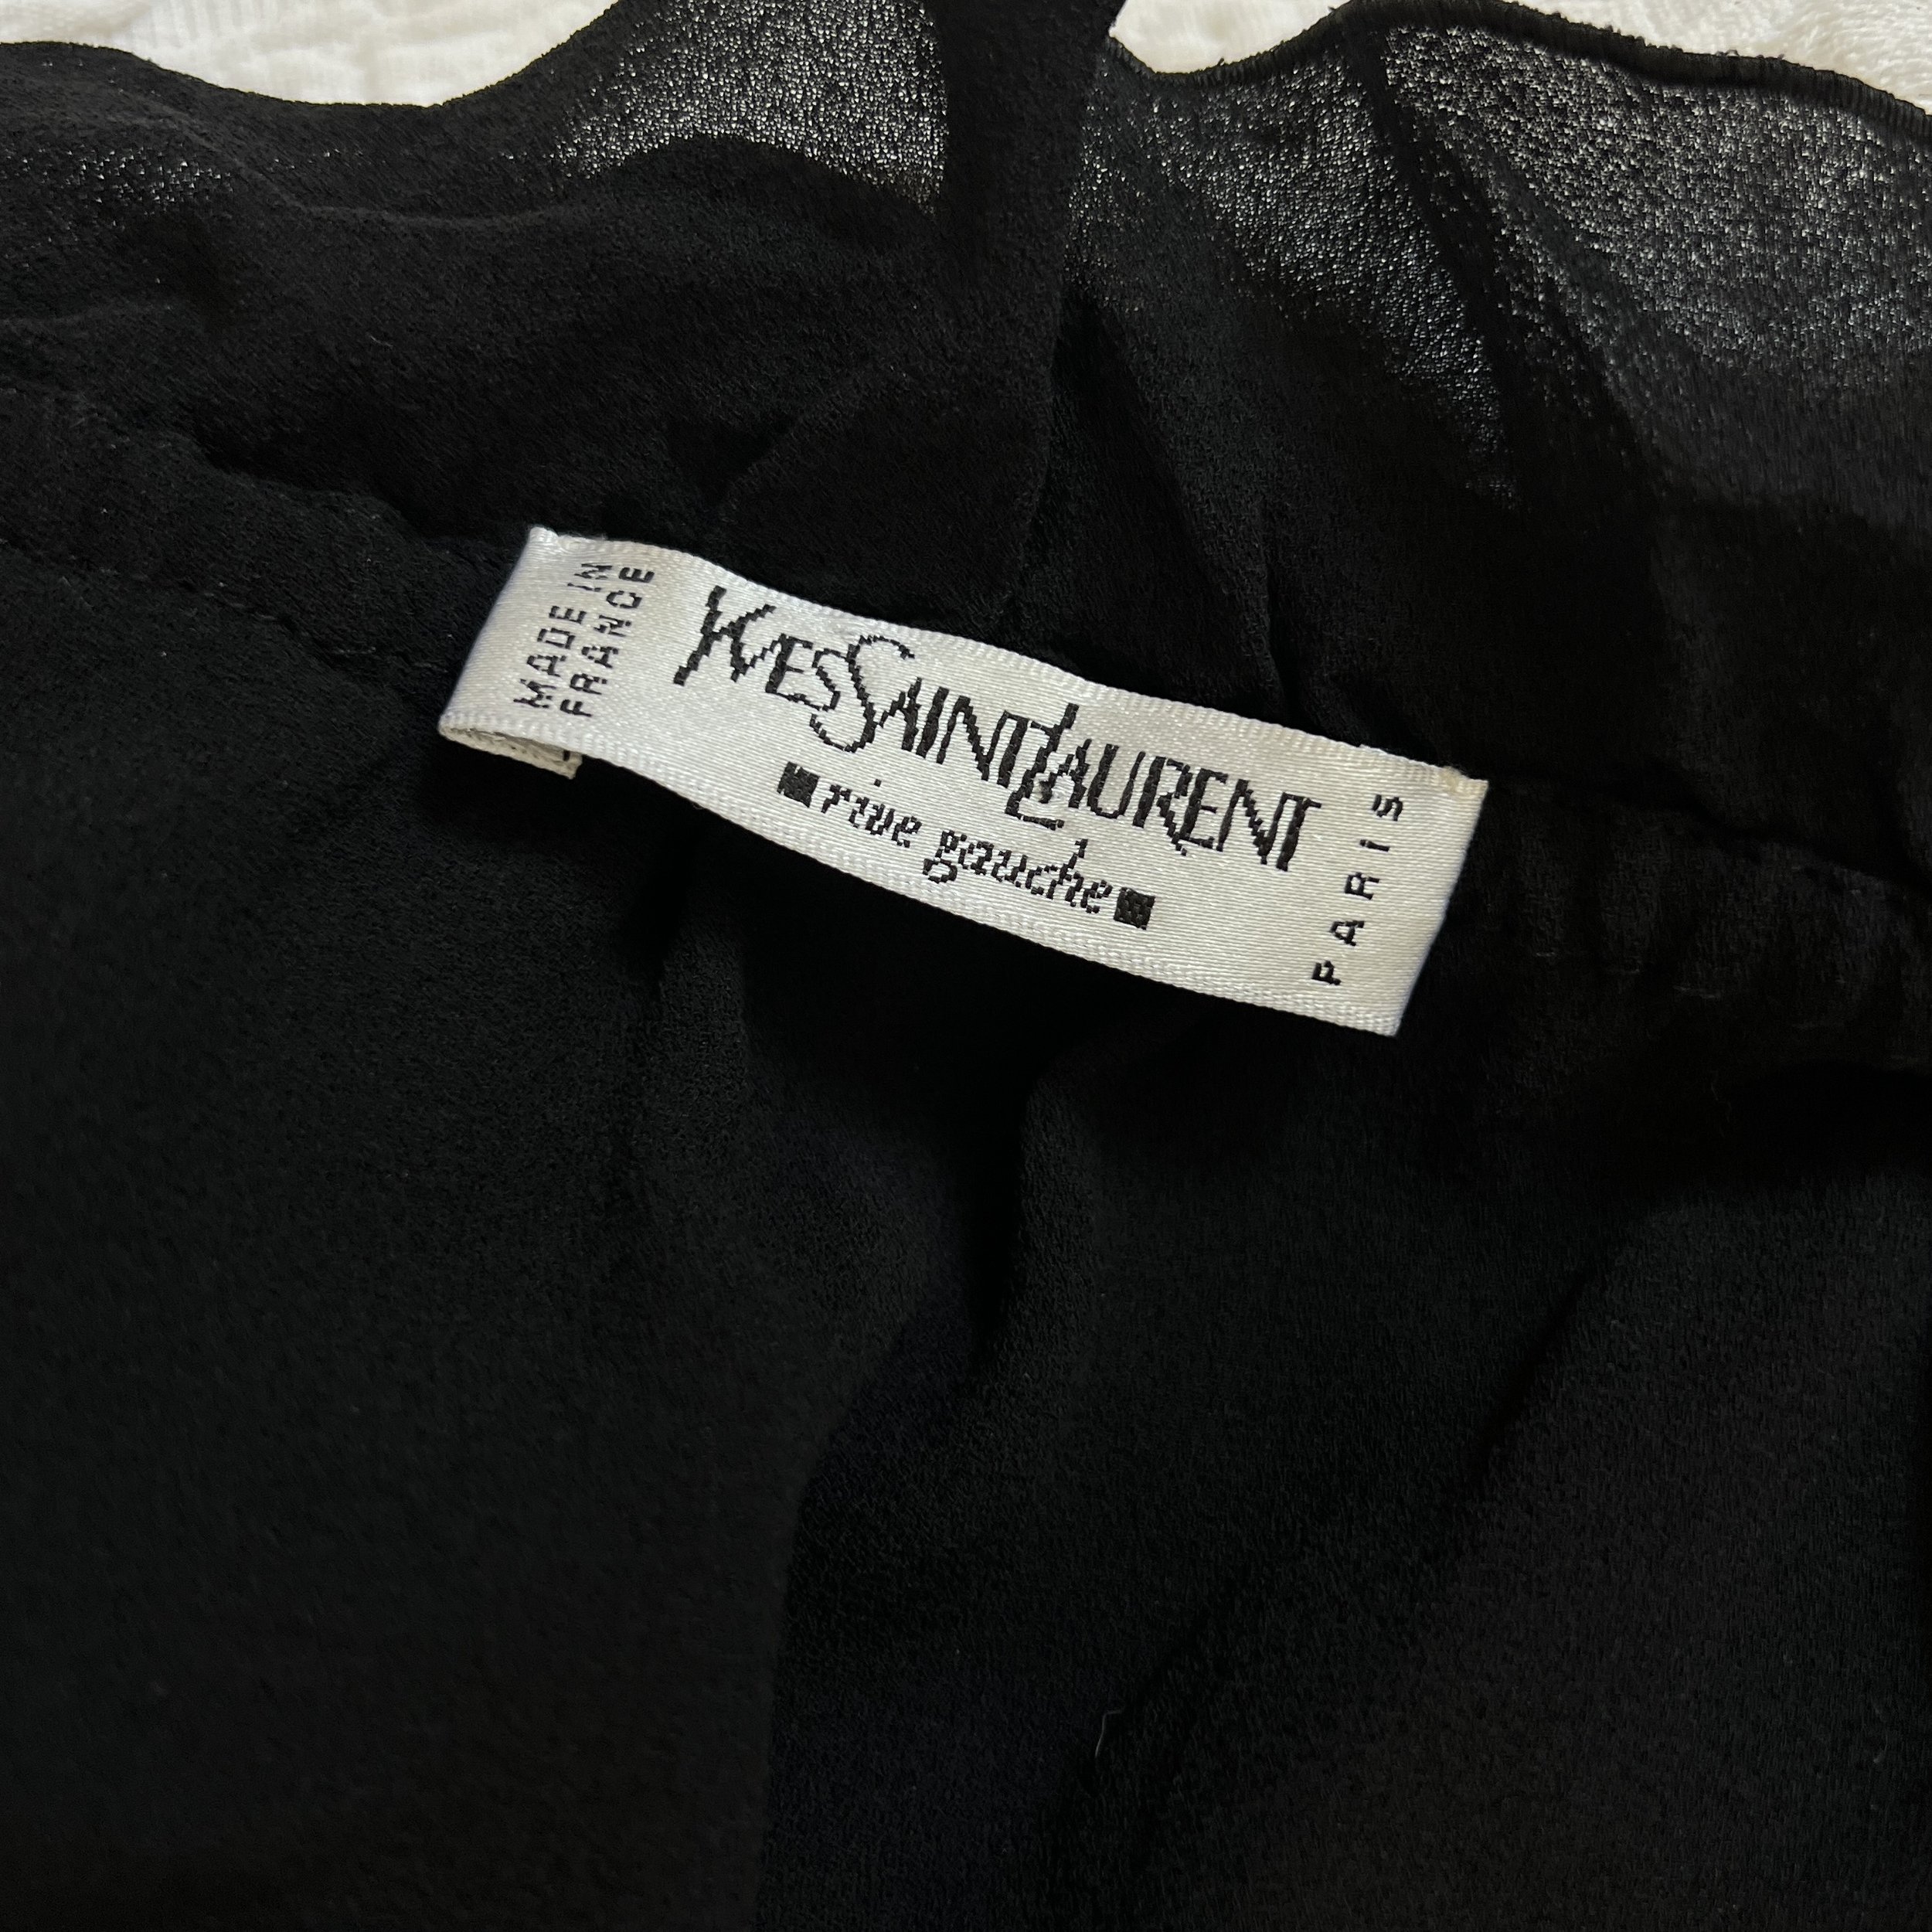 MADE IN
FRANCE
YVESSAINTLAURENT
rive gauche
PARIS